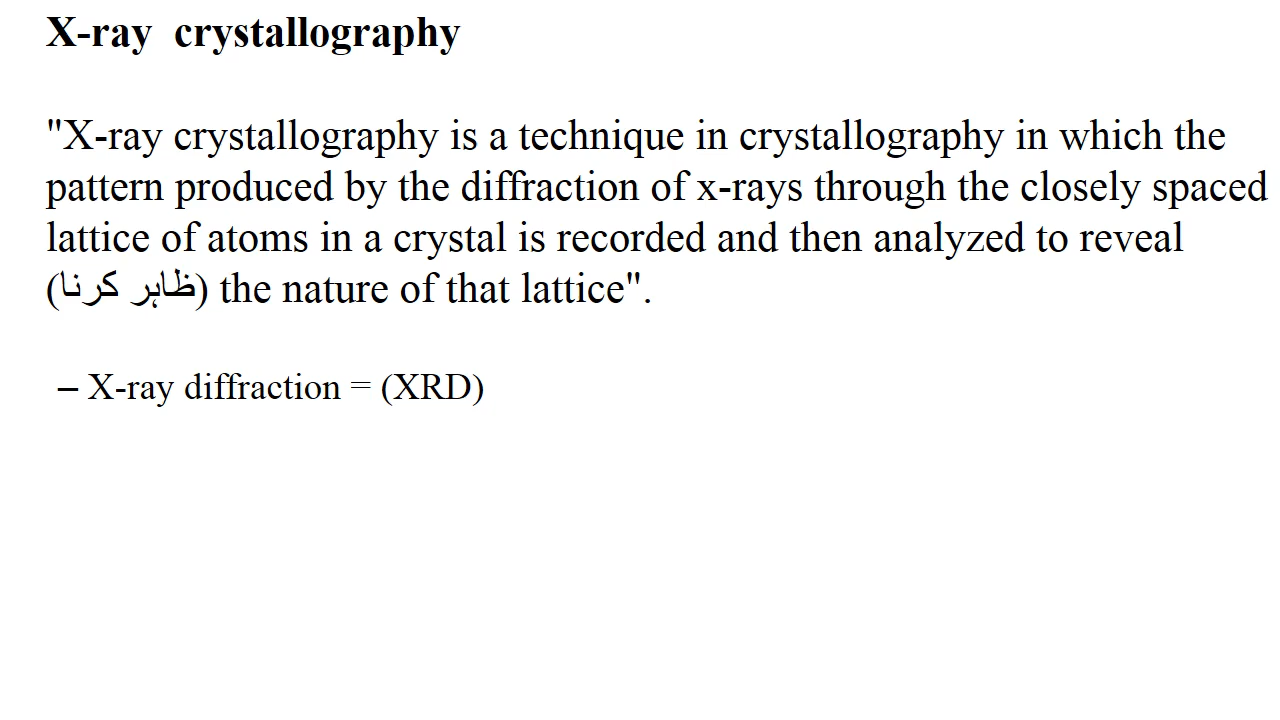 X-ray  crystallography
"X-ray crystallography is a technique in crystallography in which the
pattern produced by the diffraction of x-rays through the closely spaced
lattice of atoms in a crystal is recorded and then analyzed to reveal
(ظاہر کرنا) the nature of that lattice".
– X-ray diffraction = (XRD)